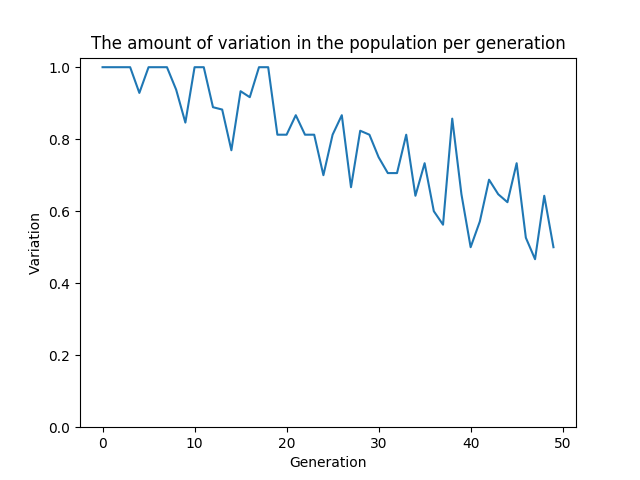 The amount of variation in the population per generation
1.0
0.8
0.6
0.4
0.2
0.0
Variation
0 10 20 30 40 50
Generation